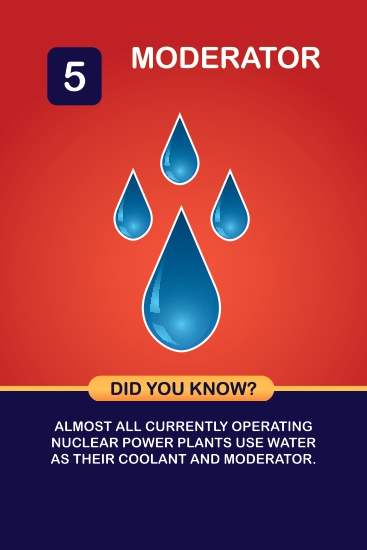 MODERATOR
5
DID YOU KNOW?
ALMOST ALL CURRENTLY OPERATING
NUCLEAR POWER PLANTS USE WATER
AS THEIR COOLANT AND MODERATOR.